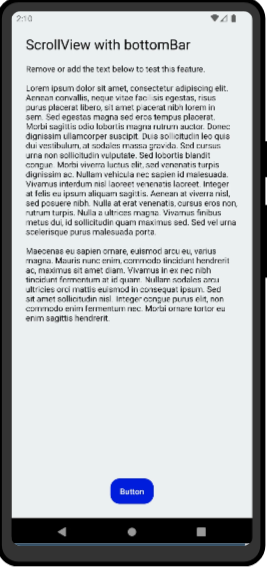 2:10
ScrollView with bottomBar
Remove or add the text below to test this feature.
Lorem ipsum dolor sit amet, consectetur adipiscing elit.
Aenean convallis, neque vitae facilisis egestas, risus
purus placerat libero, sit amet placerat nibh lorem in
sem. Sed egestas magna sed eros tempus placerat.
Morbi sagittis odio lobortis magna rutrum auctor. Donec
dignissim ullamcorper suscipit. Duis sollicitudin leo quis
dui vestibulum, at sodales massa gravida. Sed cursus
urna non sollicitudin vulputate. Sed lobortis blandit
congue. Morbi viverra luctus elit, sed venenatis turpis
dignissim ac. Nullam vehicula nec sapien id malesuada.
Vivamus interdum nisl laoreet venenatis laoreet. Integer
at felis eu ipsum aliquam sagittis. Aenean at viverra nisl,
sed posuere nibh. Nulla at erat venenatis, cursus eros non,
rutrum turpis. Nulla a ultrices magna. Vivamus finibus
metus dui, id sollicitudin quam maximus sed. Sed vel urna
scelerisque purus malesuada porta.
Maecenas eu sapien ornare, euismod arcu eu, varius
magna. Mauris nunc enim, commodo tincidunt hendrerit
ac, maximus sit amet diam. Vivamus in ex nec nibh
tincidunt fermentum at id quam. Nullam sodales arcu
ultricies orci mattis euismod in consequat ipsum. Sed
sit amet sollicitudin nisl. Integer congue purus elit, non
commodo enim fermentum nec. Morbi ornare tortor eu
enim sagittis hendrerit.
Button